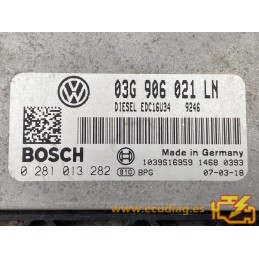 03G 906 021 LN
DIESEL EDC16U34 9246
BOSCH
Made in Germany
1039S16959 1468 0393
0 281 013 282 810 BPG 07-03-18
www.ecudiag.es